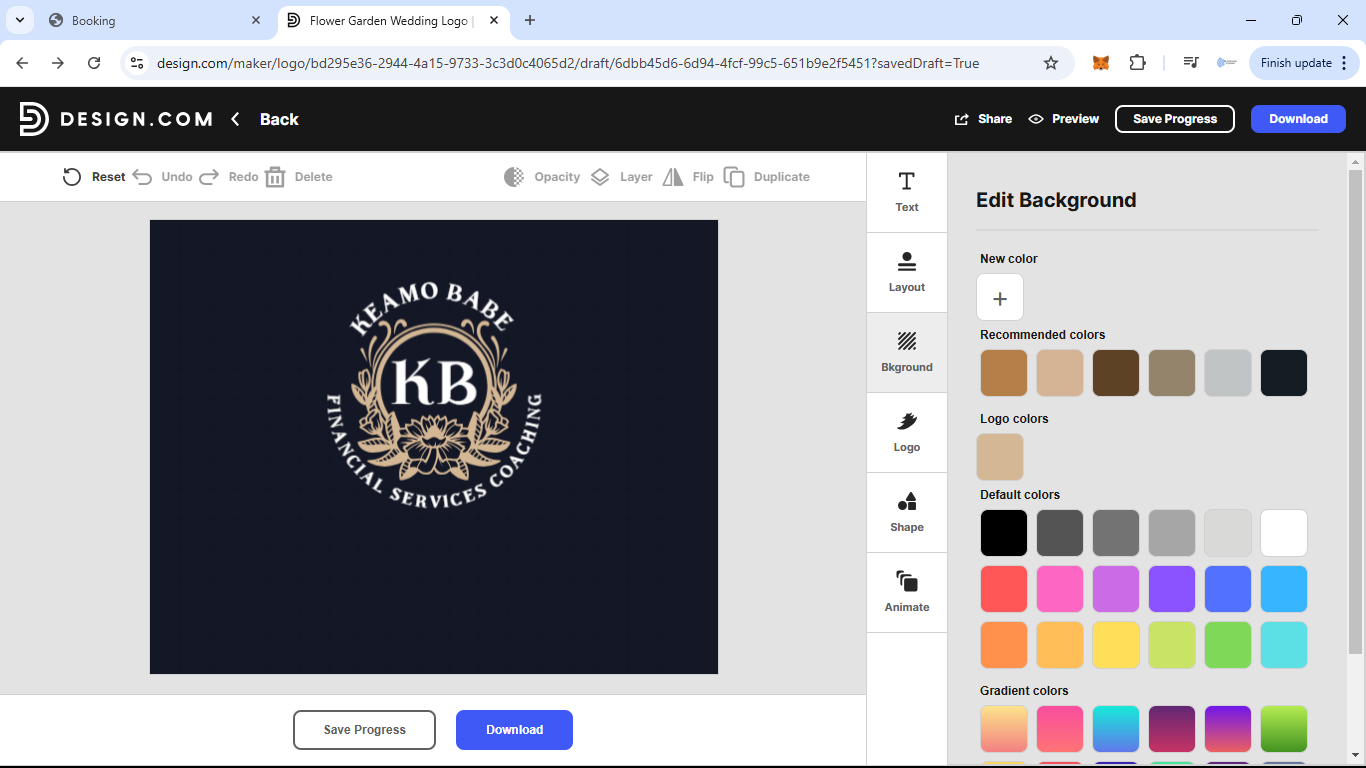 Booking
Flower Garden Wedding Logo |
design.com/maker/logo/bd295e36-2944-4a15-9733-3c3d0c4065d2/draft/6dbb45d6-6d94-4fcf-99c5-651b9e2f5451?savedDraft=True
Finish update
DESIGN.COM
Back
Share
Preview
Save Progress
Download
Reset
Undo
Redo
Delete
Opacity
Layer
Flip
Duplicate
KEAMO BABE
KB
FINANCIAL SERVICES COACHING
Save Progress
Download
Text
Layout
Bkground
Logo
Shape
Animate
Edit Background
New color
+
Recommended colors
Logo colors
Default colors
Gradient colors